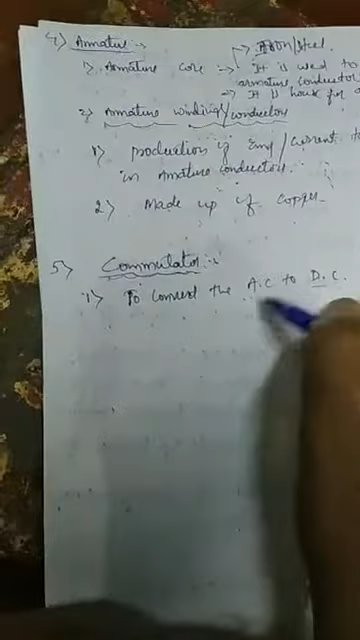 4) Armature :-
→ IRON/steel
1) Armature core → It is used to
armature conductor
→ It is house for a
2) Armature winding/conductor
1) production of Emf/current
in Armature conductor.
2) Made up of Copper
5) Commutator :-
1) To convert the A.C to D.C.